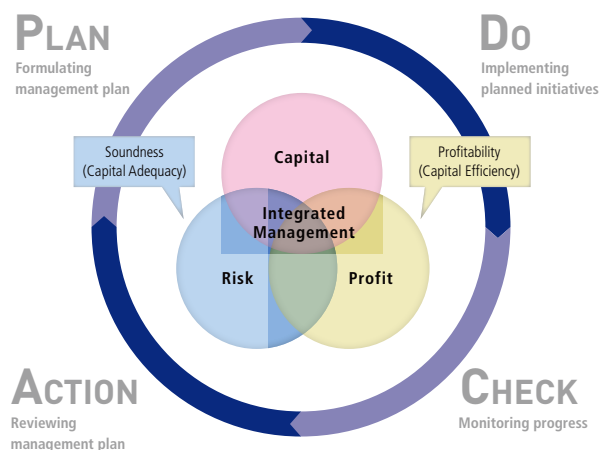 PLAN
Formulating
management plan
DO
Implementing
planned initiatives
Soundness
(Capital Adequacy)
Profitability
(Capital Efficiency)
Capital
Integrated
Management
Risk
Profit
ACTION
Reviewing
management plan
CHECK
Monitoring progress